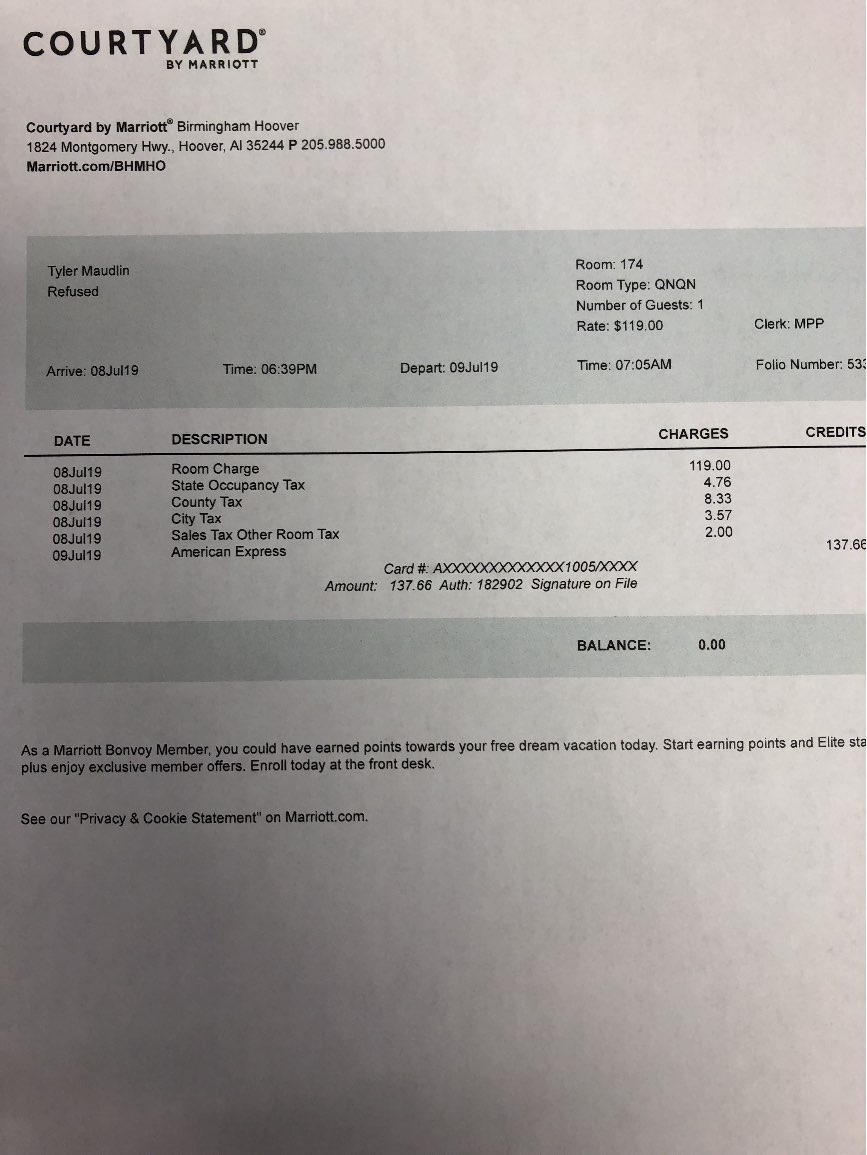 COURTYARD®
BY MARRIOTT
Courtyard by Marriott® Birmingham Hoover
1824 Montgomery Hwy., Hoover, Al 35244 P 205.988.5000
Marriott.com/BHMHO
Tyler Maudlin Room: 174
Refused Room Type: QNQN
Number of Guests: 1
Rate: $119.00 Clerk: MPP
Arrive: 08Jul19 Time: 06:39PM Depart: 09Jul19 Time: 07:05AM Folio Number: 533
DATE DESCRIPTION CHARGES CREDITS
08Jul19 Room Charge 119.00
08Jul19 State Occupancy Tax 4.76
08Jul19 County Tax 8.33
08Jul19 City Tax 3.57
08Jul19 Sales Tax Other Room Tax 2.00
09Jul19 American Express 137.66
Card #: AXXXXXXXXXXXXXX1005/XXXX
Amount: 137.66 Auth: 182902 Signature on File
BALANCE: 0.00
As a Marriott Bonvoy Member, you could have earned points towards your free dream vacation today. Start earning points and Elite sta
plus enjoy exclusive member offers. Enroll today at the front desk.
See our "Privacy & Cookie Statement" on Marriott.com.